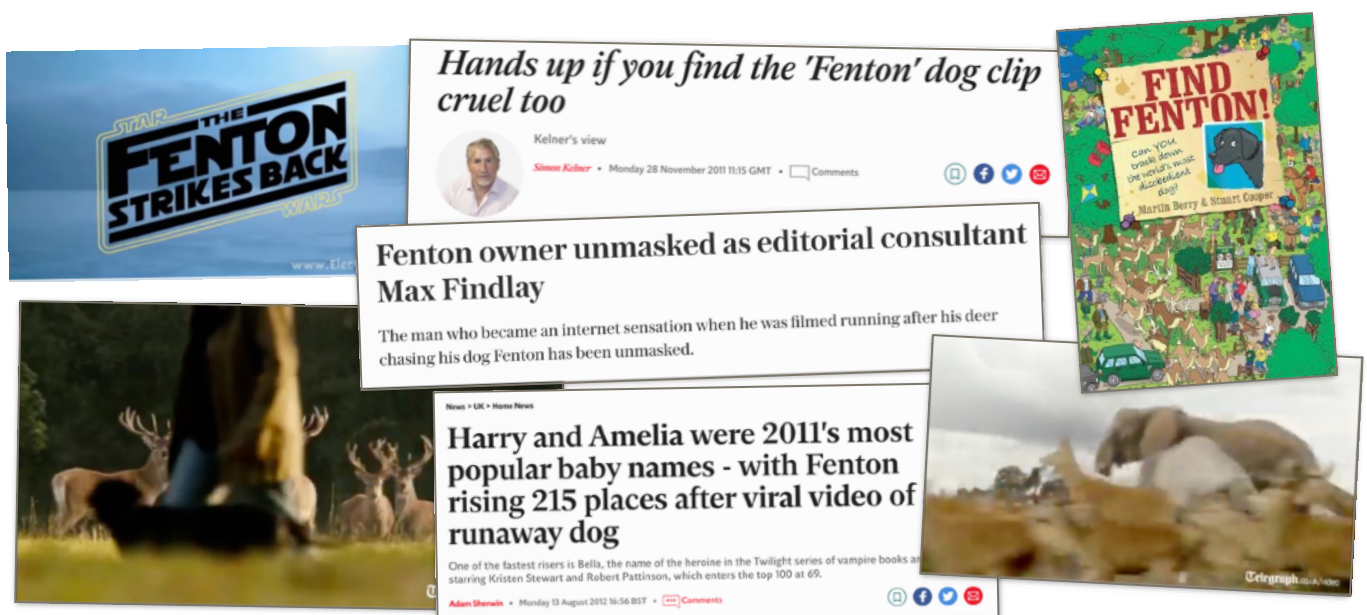 STAR
THE
FENTON
STRIKES BACK
WARS
Hands up if you find the 'Fenton' dog clip
cruel too
Kelner's view
Simon Kelner • Monday 28 November 2011 11:15 GMT • Comments
FIND
FENTON!
Can YOU
track down
the world's most
disobedient
dog?
Martin Berry & Stuart Cooper
Fenton owner unmasked as editorial consultant
Max Findlay
The man who became an internet sensation when he was filmed running after his deer
chasing his dog Fenton has been unmasked.
News > UK > Home News
Harry and Amelia were 2011's most
popular baby names - with Fenton
rising 215 places after viral video of
runaway dog
One of the fastest risers is Bella, the name of the heroine in the Twilight series of vampire books
starring Kristen Stewart and Robert Pattinson, which enters the top 100 at 69.
Adam Sherwin • Monday 13 August 2012 16:56 BST • Comments
Telegraph.co.uk/video